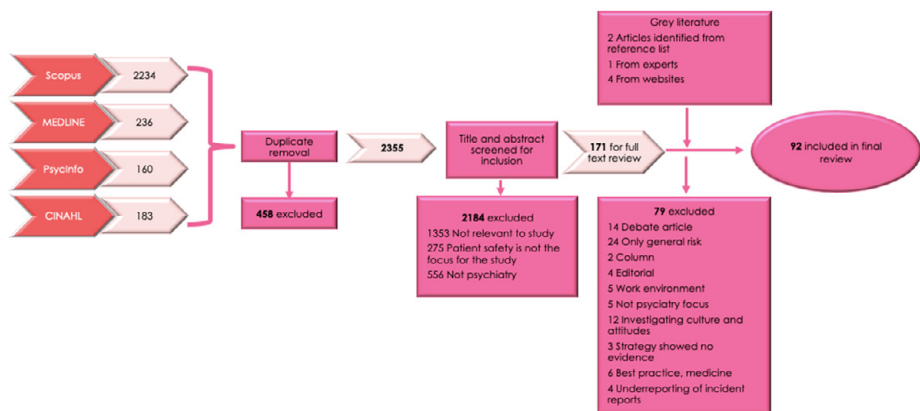 Scopus
2234
MEDLINE
236
PsycInfo
160
CINAHL
183
Duplicate
removal
458 excluded
2355
Title and abstract
screened for
inclusion
2184 excluded
1353 Not relevant to study
275 Patient safety is not the
focus for the study
556 Not psychiatry
171 for full
text review
Grey literature
2 Articles identified from
reference list
1 From experts
4 From websites
79 excluded
14 Debate article
24 Only general risk
2 Column
4 Editorial
5 Work environment
5 Not psyciatry focus
12 Investigating culture and
attitudes
3 Strategy showed no
evidence
6 Best practice, medicine
4 Underreporting of incident
reports
92 included in final
review